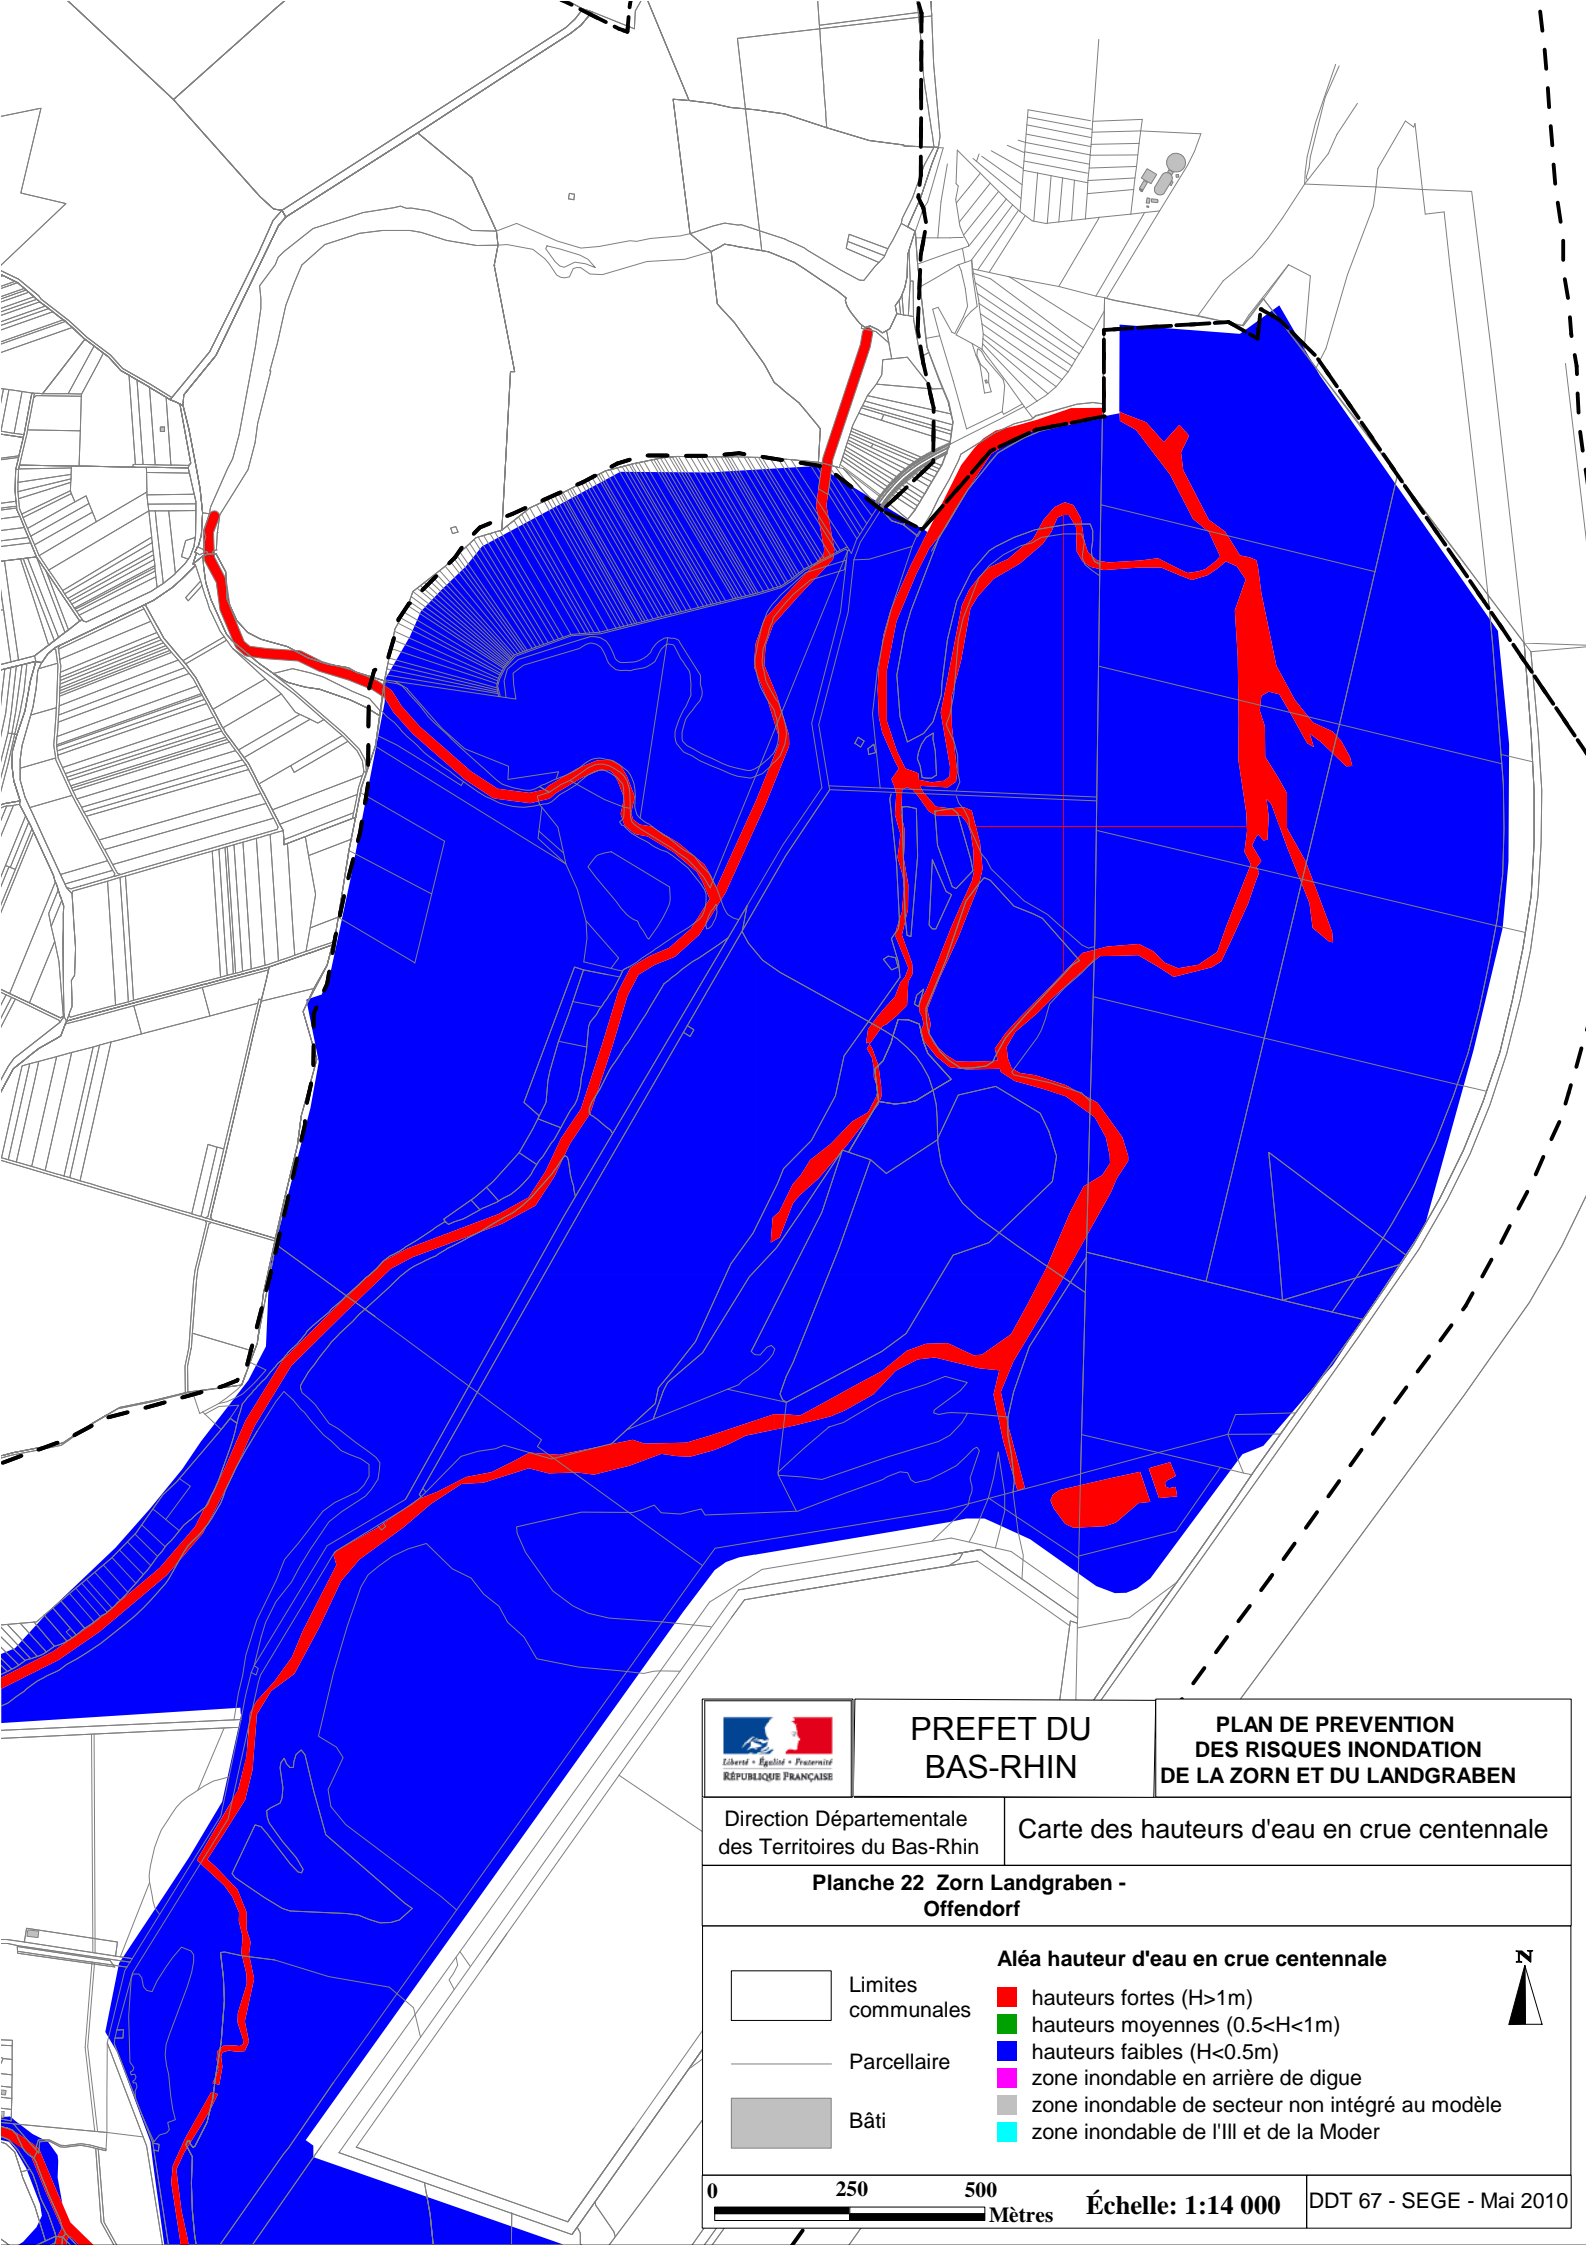 Liberté • Égalité • Fraternité
RÉPUBLIQUE FRANÇAISE
PREFET DU
BAS-RHIN
PLAN DE PREVENTION
DES RISQUES INONDATION
DE LA ZORN ET DU LANDGRABEN
Direction Départementale
des Territoires du Bas-Rhin
Carte des hauteurs d'eau en crue centennale
Planche 22 Zorn Landgraben -
Offendorf
Limites
communales
Parcellaire
Bâti
Aléa hauteur d'eau en crue centennale
hauteurs fortes (H>1m)
hauteurs moyennes (0.5<H<1m)
hauteurs faibles (H<0.5m)
zone inondable en arrière de digue
zone inondable de secteur non intégré au modèle
zone inondable de l'Ill et de la Moder
N
0 250 500
Mètres
Échelle: 1:14 000
DDT 67 - SEGE - Mai 2010